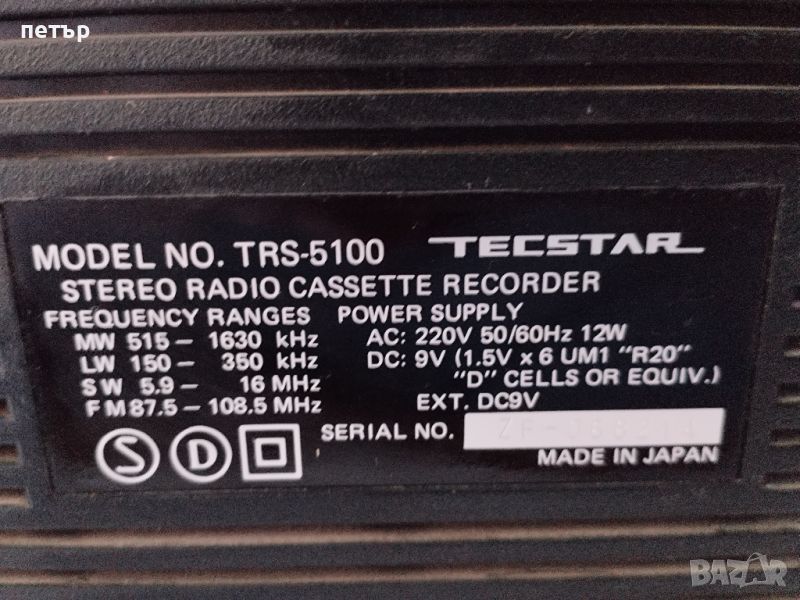 петър
MODEL NO. TRS-5100 TECSTAR
STEREO RADIO CASSETTE RECORDER
FREQUENCY RANGES POWER SUPPLY
MW 515 – 1630 kHz AC: 220V 50/60Hz 12W
LW 150 – 350 kHz DC: 9V (1.5V x 6 UM1 "R20"
SW 5.9 – 16 MHz "D" CELLS OR EQUIV.)
FM 87.5 – 108.5 MHz EXT. DC9V
SERIAL NO.
S D
MADE IN JAPAN
BAZAR